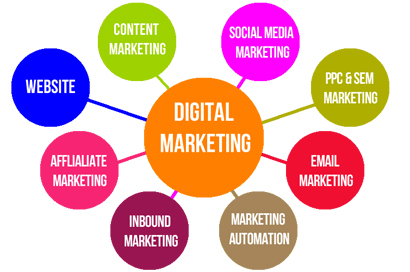 CONTENT
MARKETING
SOCIAL MEDIA
MARKETING
WEBSITE
PPC & SEM
MARKETING
DIGITAL
MARKETING
AFFLIALIATE
MARKETING
EMAIL
MARKETING
INBOUND
MARKETING
MARKETING
AUTOMATION